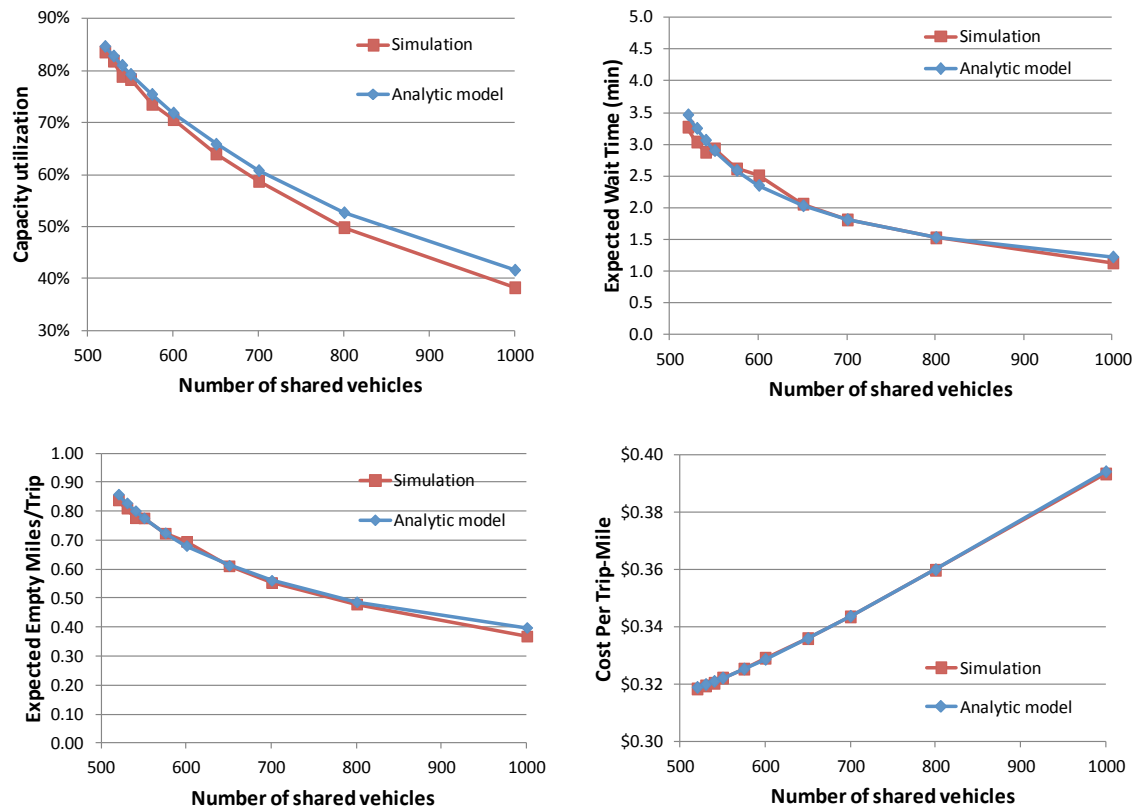 90%
80%
70%
60%
50%
40%
30%
Capacity utilization
500 600 700 800 900 1000
Number of shared vehicles
Simulation
Analytic model
5.0
4.5
4.0
3.5
3.0
2.5
2.0
1.5
1.0
0.5
0.0
Expected Wait Time (min)
500 600 700 800 900 1000
Number of shared vehicles
Simulation
Analytic model
1.00
0.90
0.80
0.70
0.60
0.50
0.40
0.30
0.20
0.10
0.00
Expected Empty Miles/Trip
500 600 700 800 900 1000
Number of shared vehicles
Simulation
Analytic model
$0.40
$0.38
$0.36
$0.34
$0.32
$0.30
Cost Per Trip-Mile
500 600 700 800 900 1000
Number of shared vehicles
Simulation
Analytic model